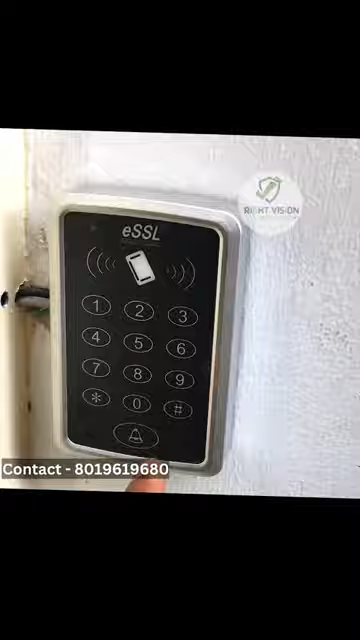 eSSL
RIGHT VISION
1 2 3
4 5 6
7 8 9
* 0 #
Contact - 8019619680